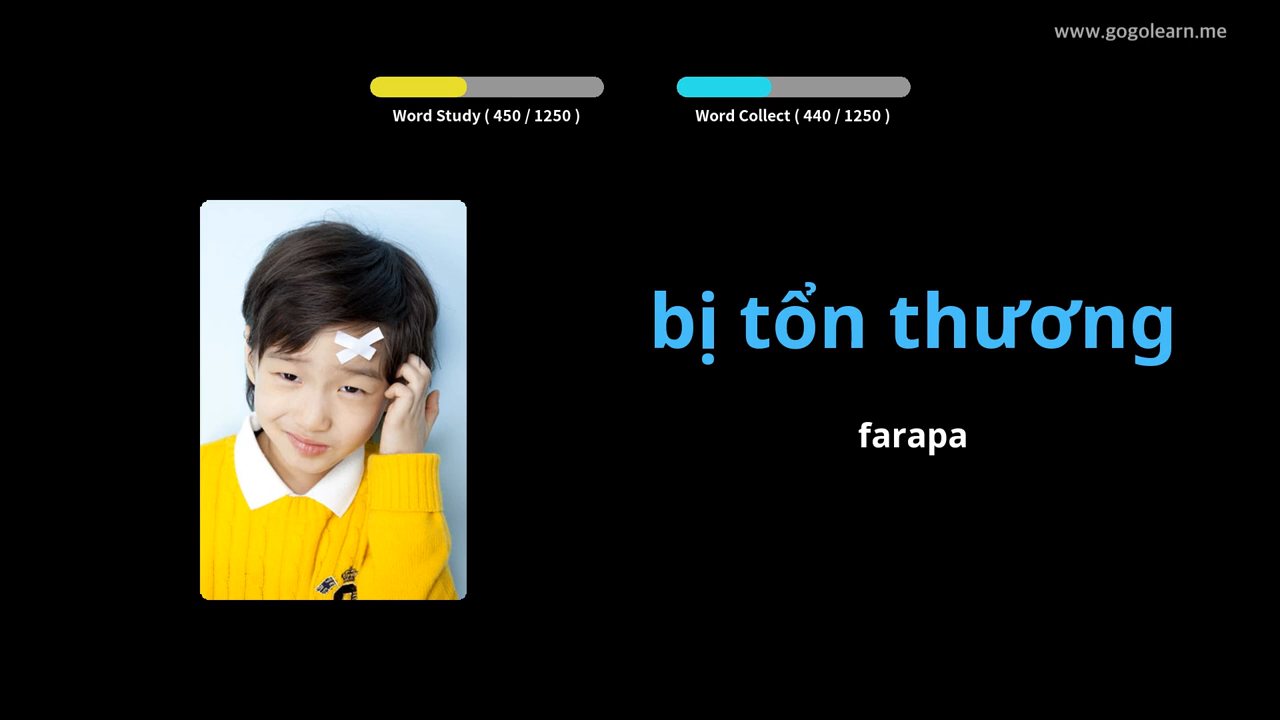 www.gogolearn.me
Word Study ( 450 / 1250 )
Word Collect ( 440 / 1250 )
bị tổn thương
farapa